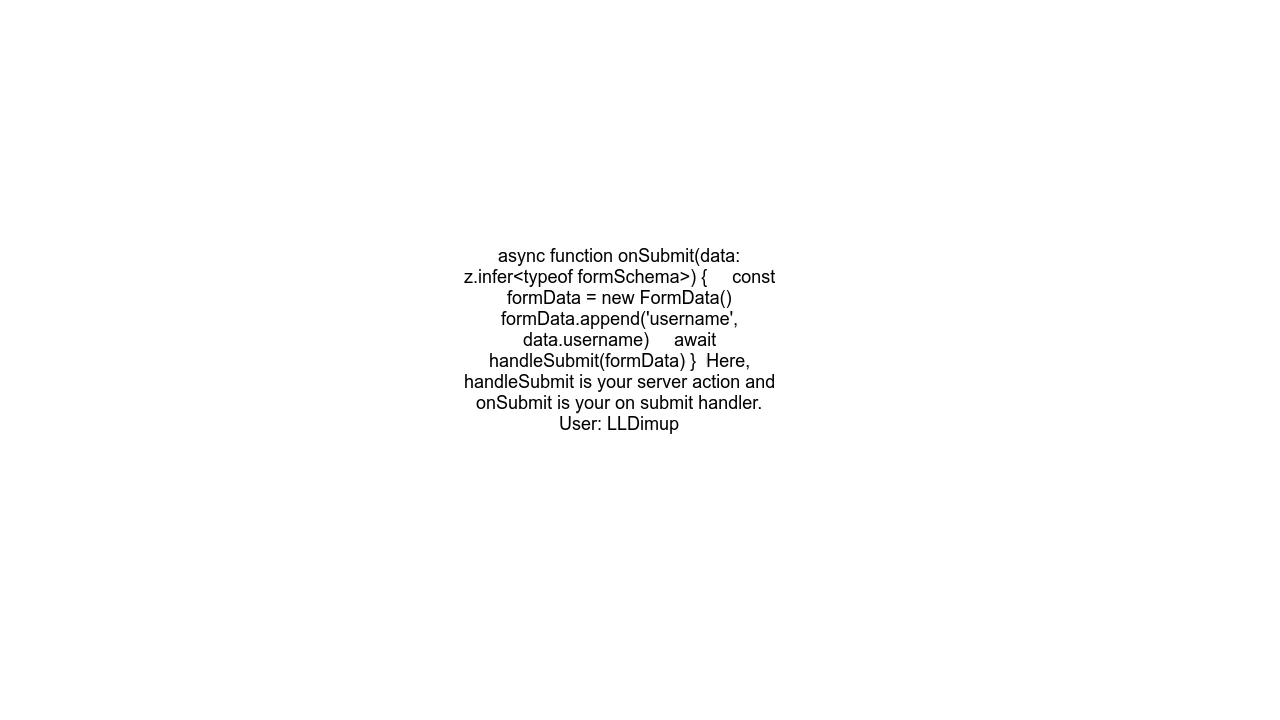 async function onSubmit(data:
z.infer<typeof formSchema>) {     const
formData = new FormData()
formData.append('username',
data.username)     await
handleSubmit(formData) }  Here,
handleSubmit is your server action and
onSubmit is your on submit handler.
User: LLDimup